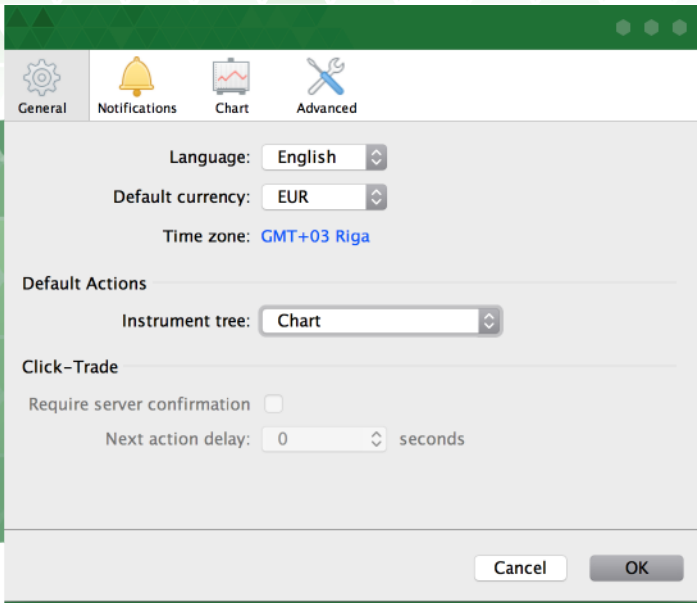 General Notifications Chart Advanced
Language: English
Default currency: EUR
Time zone: GMT+03 Riga
Default Actions
Instrument tree: Chart
Click-Trade
Require server confirmation
Next action delay: 0 seconds
Cancel OK